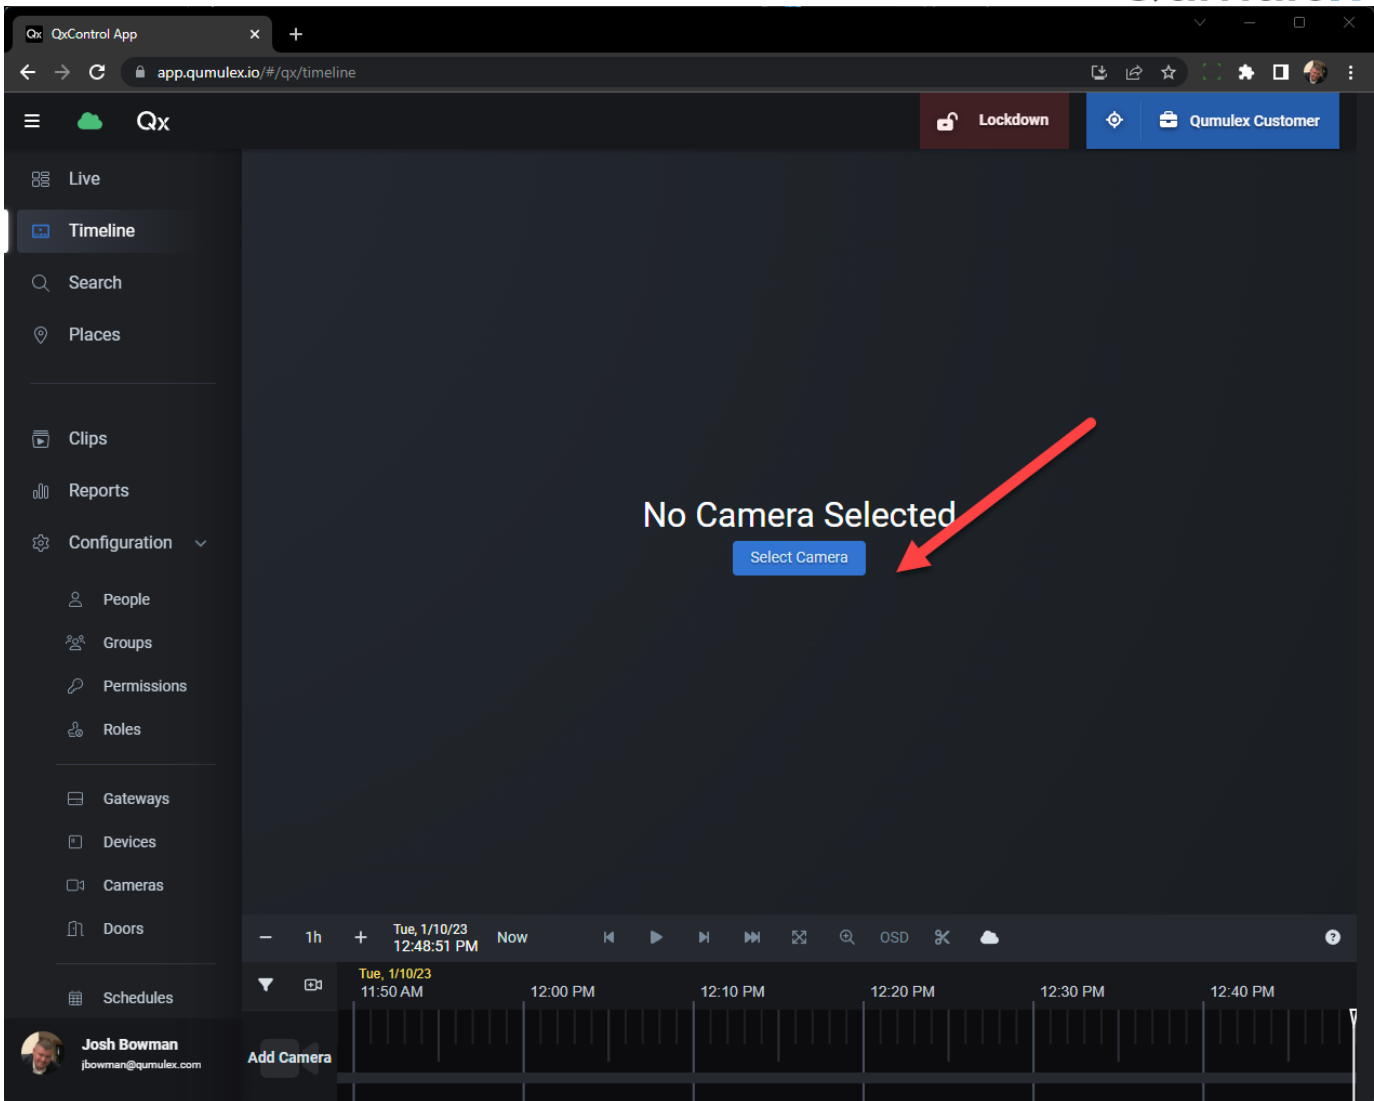 Qx QxControl App
app.qumulex.io/#/qx/timeline
Qx
Lockdown
Qumulex Customer
Live
Timeline
Search
Places
Clips
Reports
Configuration
People
Groups
Permissions
Roles
Gateways
Devices
Cameras
Doors
Schedules
Josh Bowman
jbowman@qumulex.com
No Camera Selected
Select Camera
1h
Tue, 1/10/23
12:48:51 PM
Now
OSD
Tue, 1/10/23
11:50 AM
12:00 PM
12:10 PM
12:20 PM
12:30 PM
12:40 PM
Add Camera